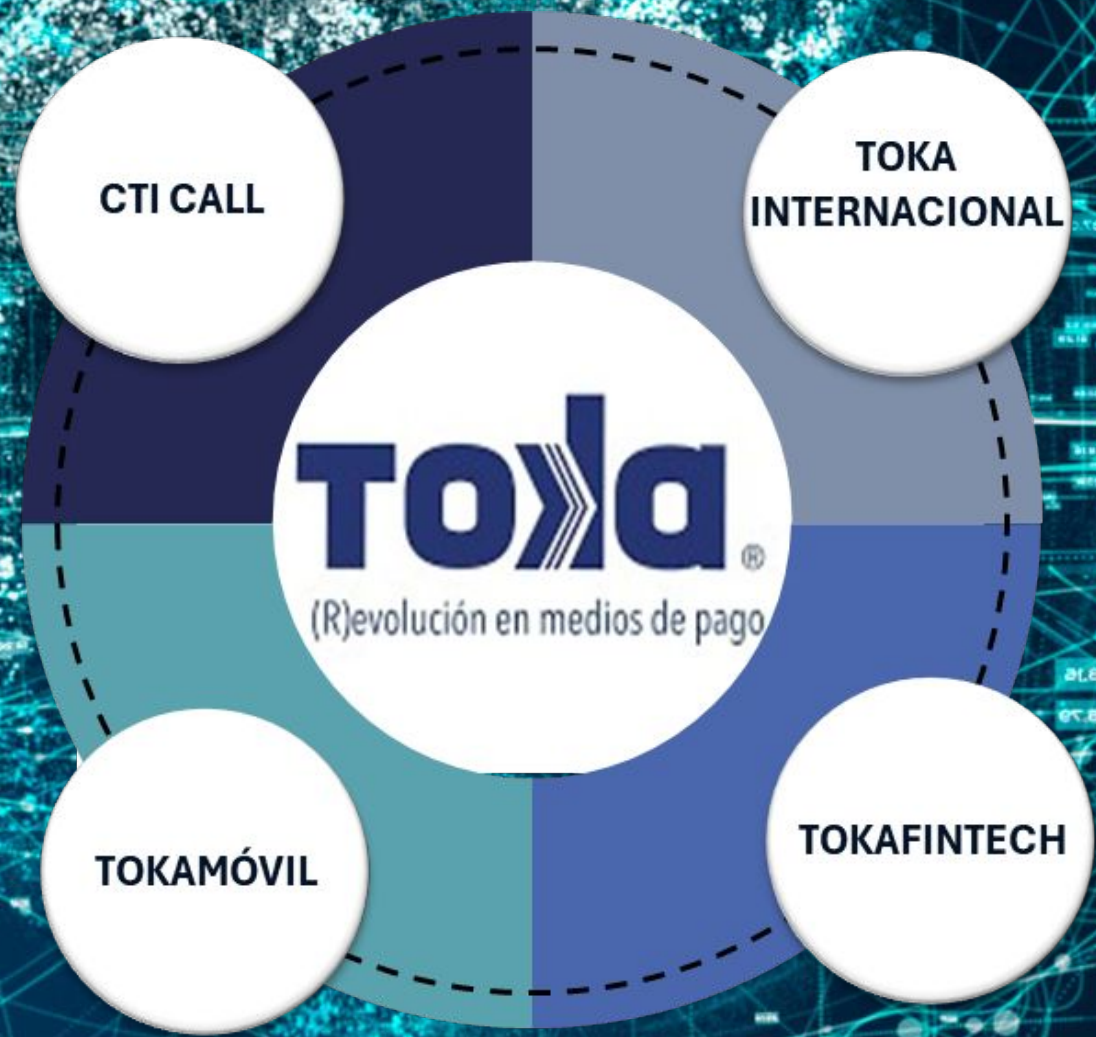 CTI CALL
TOKA
INTERNACIONAL
TOKA®
(R)evolución en medios de pago
TOKAMÓVIL
TOKAFINTECH